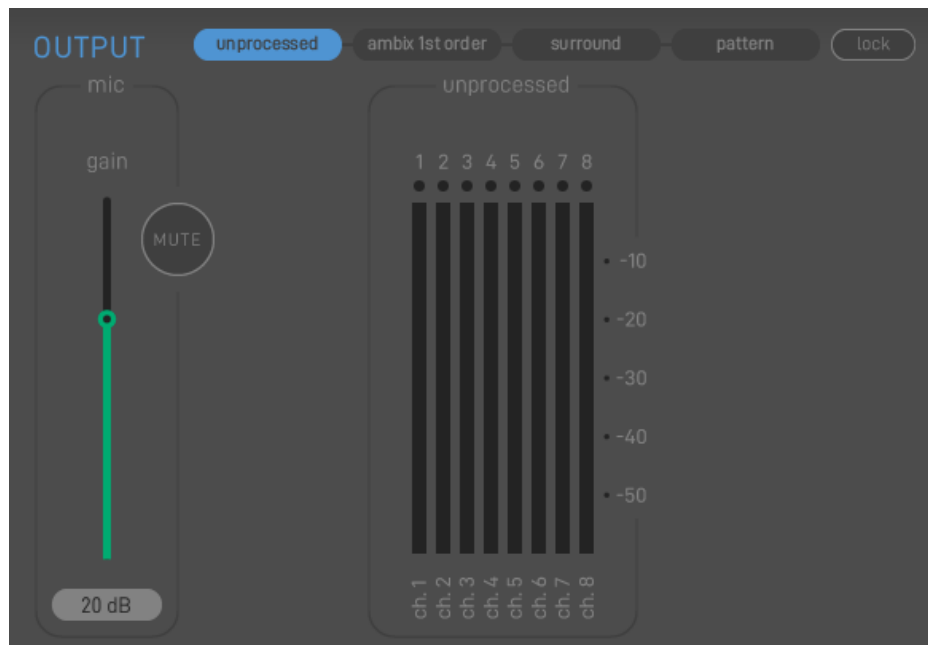 OUTPUT unprocessed ambix 1st order surround pattern lock
mic unprocessed
gain
1 2 3 4 5 6 7 8
MUTE
-10
-20
-30
-40
-50
ch. 1 ch. 2 ch. 3 ch. 4 ch. 5 ch. 6 ch. 7 ch. 8
20 dB